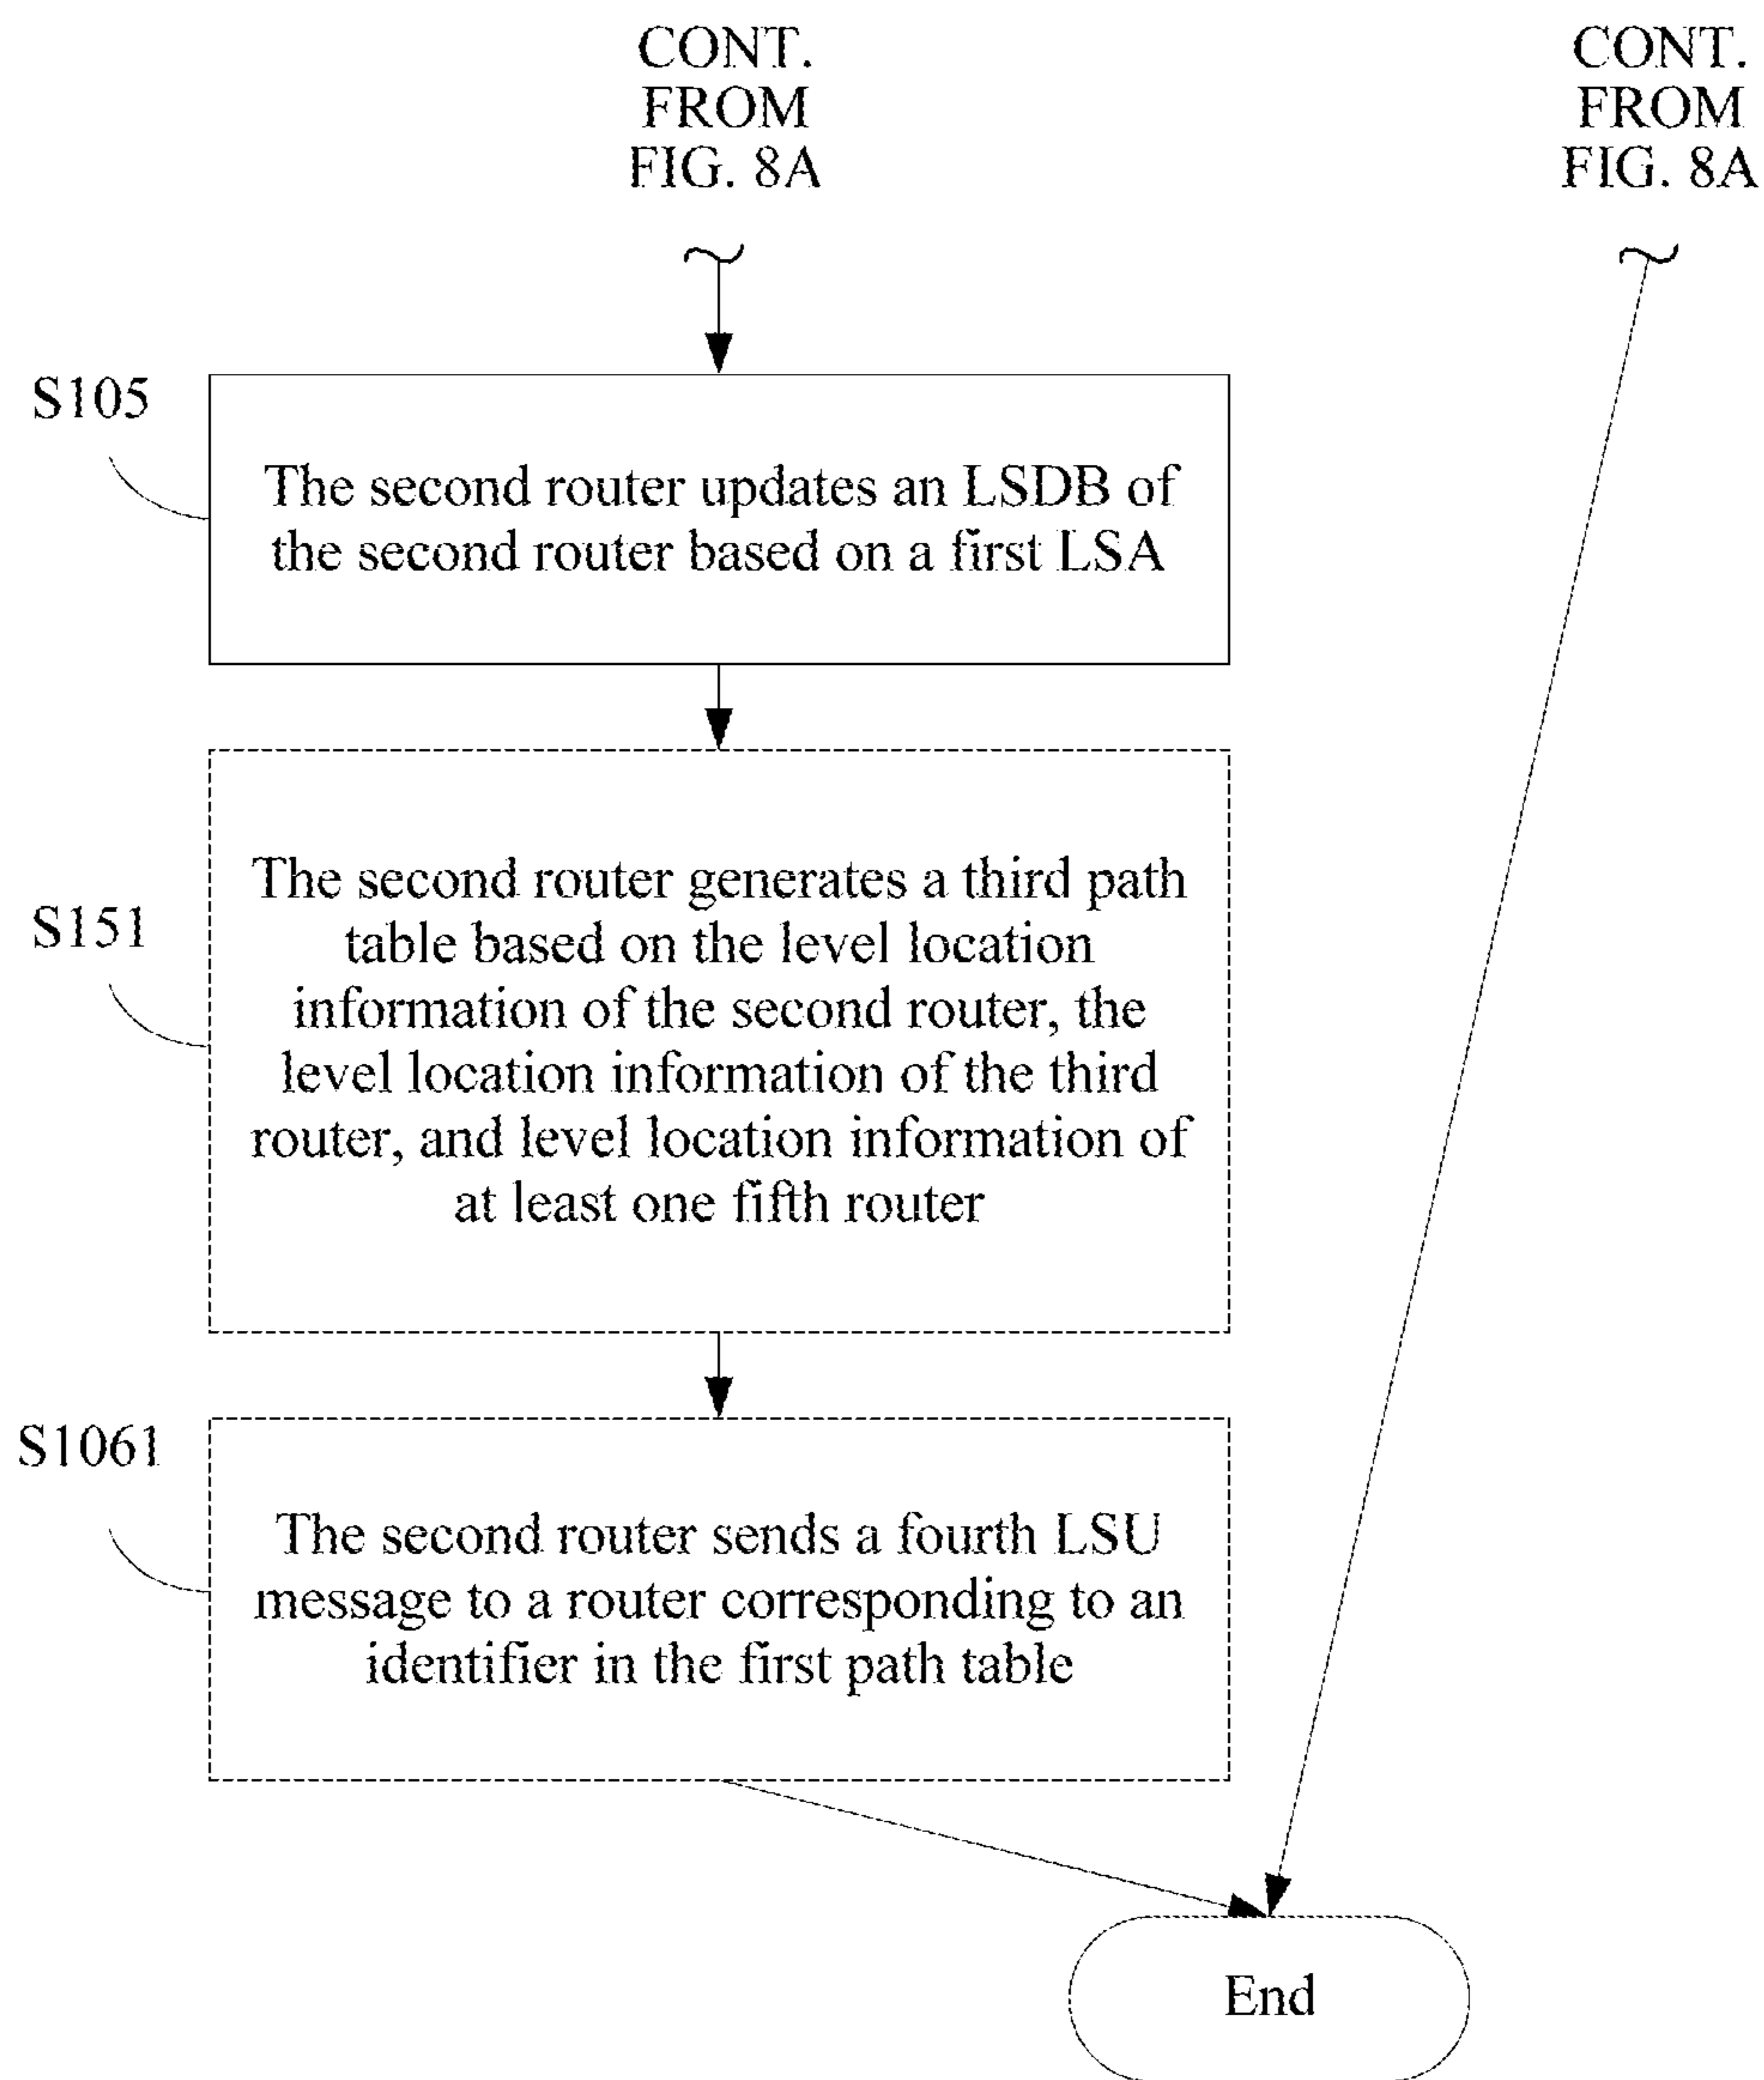 CONT.
FROM
FIG. 8A
CONT.
FROM
FIG. 8A
S105
The second router updates an LSDB of
the second router based on a first LSA
S151
The second router generates a third path
table based on the level location
information of the second router, the
level location information of the third
router, and level location information of
at least one fifth router
S1061
The second router sends a fourth LSU
message to a router corresponding to an
identifier in the first path table
End